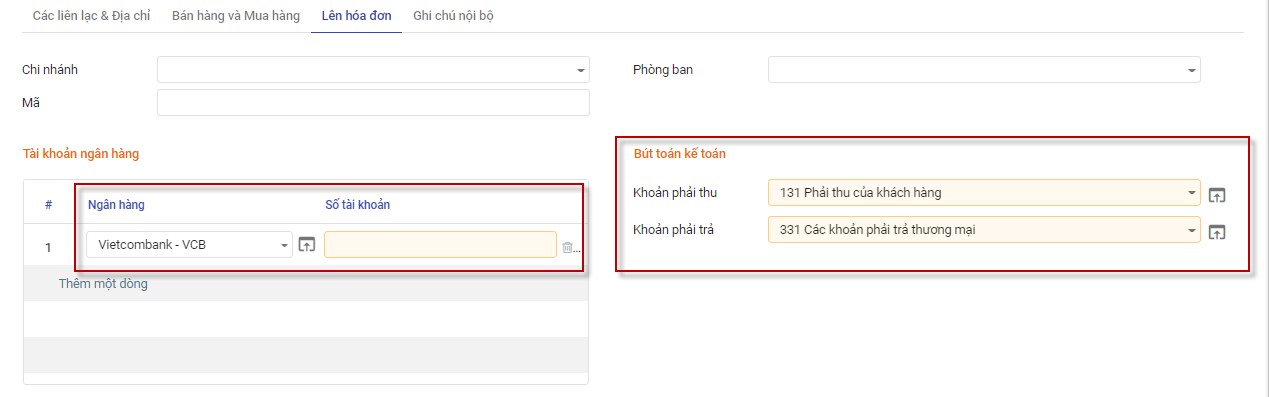 Các liên lạc & Địa chỉ Bán hàng và Mua hàng Lên hóa đơn Ghi chú nội bộ
Chi nhánh Phòng ban
Mã
Tài khoản ngân hàng Bút toán kế toán
Khoản phải thu 131 Phải thu của khách hàng
# Ngân hàng Số tài khoản
Khoản phải trả 331 Các khoản phải trả thương mại
1 Vietcombank - VCB ...
Thêm một dòng